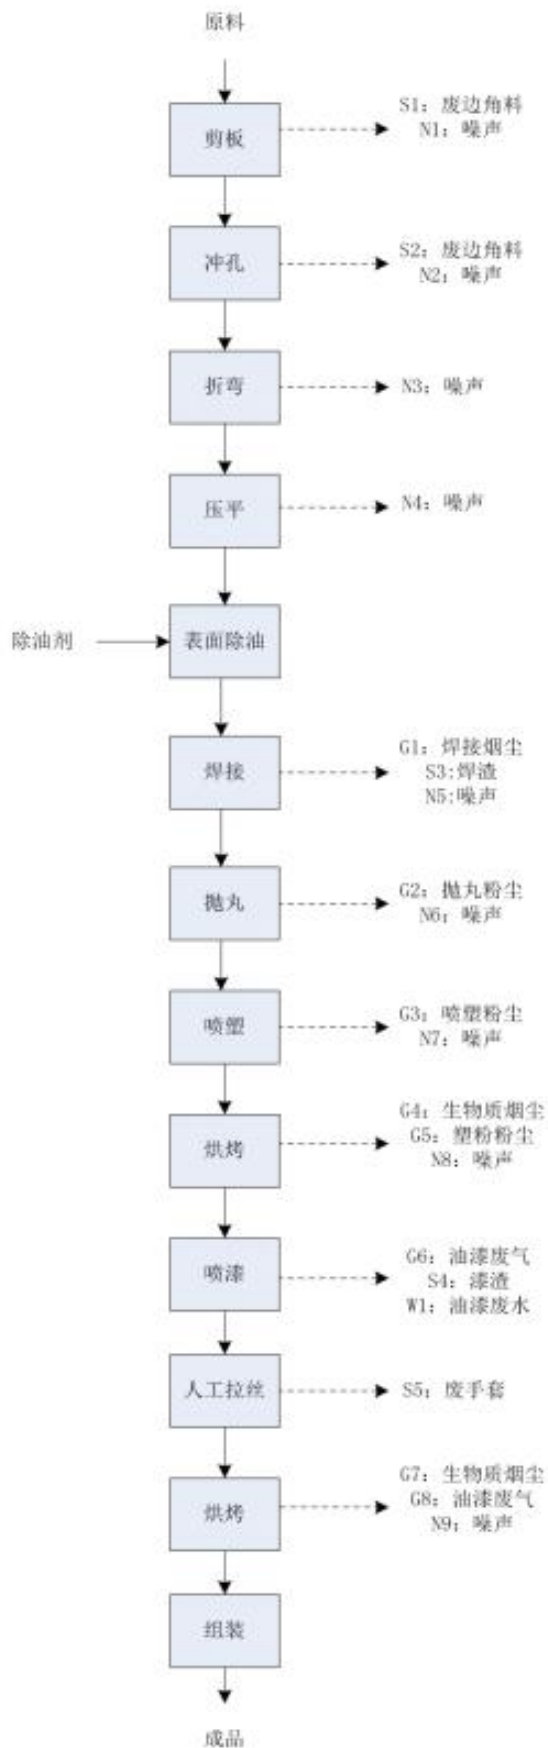 原料
剪板
S1：废边角料
N1：噪声
冲孔
S2：废边角料
N2：噪声
折弯
N3：噪声
压平
N4：噪声
除油剂
表面除油
焊接
G1：焊接烟尘
S3:焊渣
N5:噪声
抛丸
G2：抛丸粉尘
N6：噪声
喷塑
G3：喷塑粉尘
N7：噪声
烘烤
G4：生物质烟尘
G5：塑粉粉尘
N8：噪声
喷漆
G6：油漆废气
S4：漆渣
W1：油漆废水
人工拉丝
S5：废手套
烘烤
G7：生物质烟尘
G8：油漆废气
N9：噪声
组装
成品